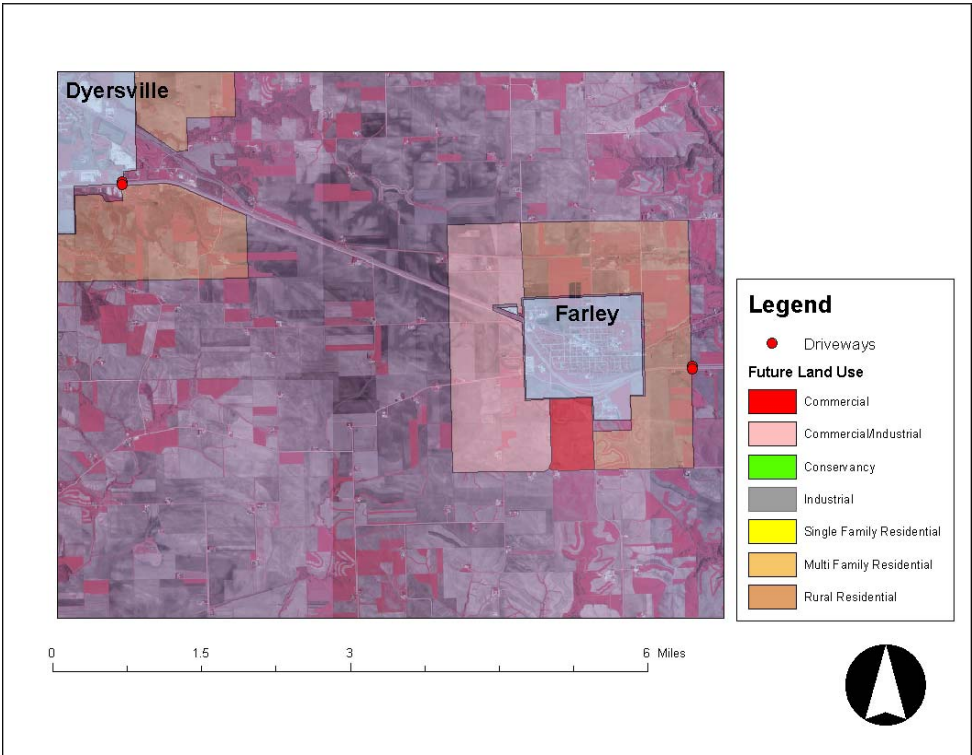 Dyersville
Farley
Legend
Driveways
Future Land Use
Commercial
Commercial/Industrial
Conservancy
Industrial
Single Family Residential
Multi Family Residential
Rural Residential
0 1.5 3 6 Miles